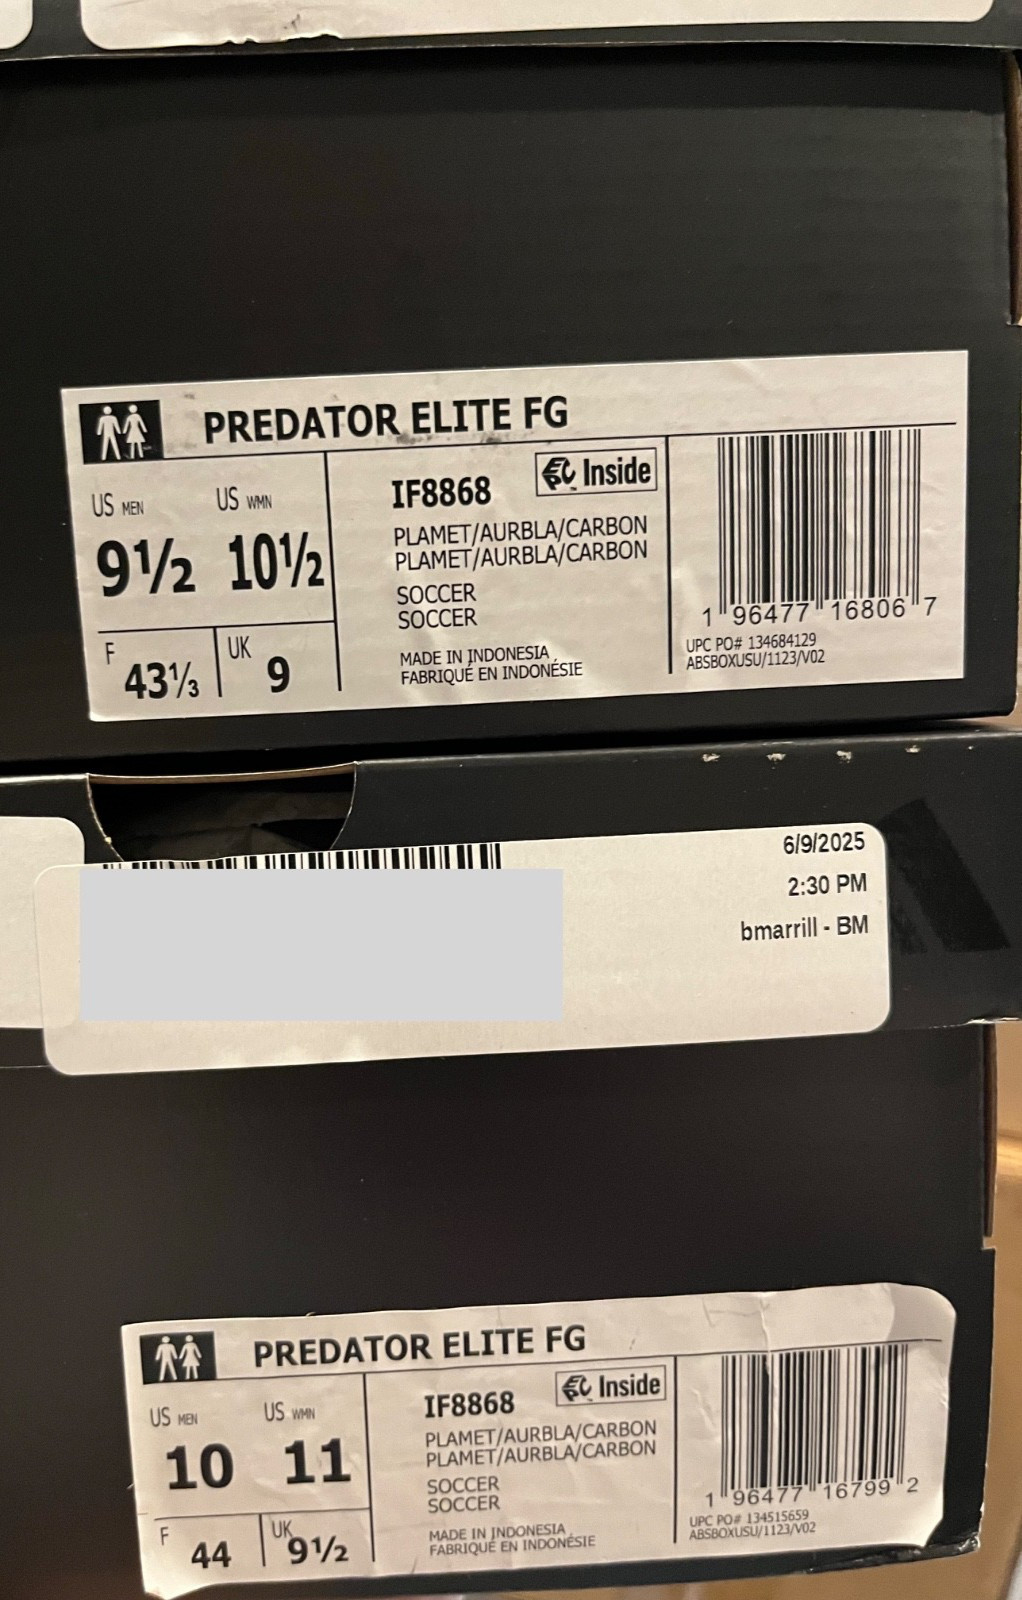 PREDATOR ELITE FG
US MEN US WMN
9½ 10½
F 43⅓ UK 9
IF8868 Inside
PLAMET/AURBLA/CARBON
PLAMET/AURBLA/CARBON
SOCCER
SOCCER
MADE IN INDONESIA
FABRIQUÉ EN INDONÉSIE
1 96477 16806 7
UPC PO# 134684129
ABSBOXUSU/1123/V02
6/9/2025
2:30 PM
bmarrill - BM
PREDATOR ELITE FG
US MEN US WMN
10 11
F 44 UK 9½
IF8868 Inside
PLAMET/AURBLA/CARBON
PLAMET/AURBLA/CARBON
SOCCER
SOCCER
MADE IN INDONESIA
FABRIQUÉ EN INDONÉSIE
1 96477 16799 2
UPC PO# 134515659
ABSBOXUSU/1123/V02